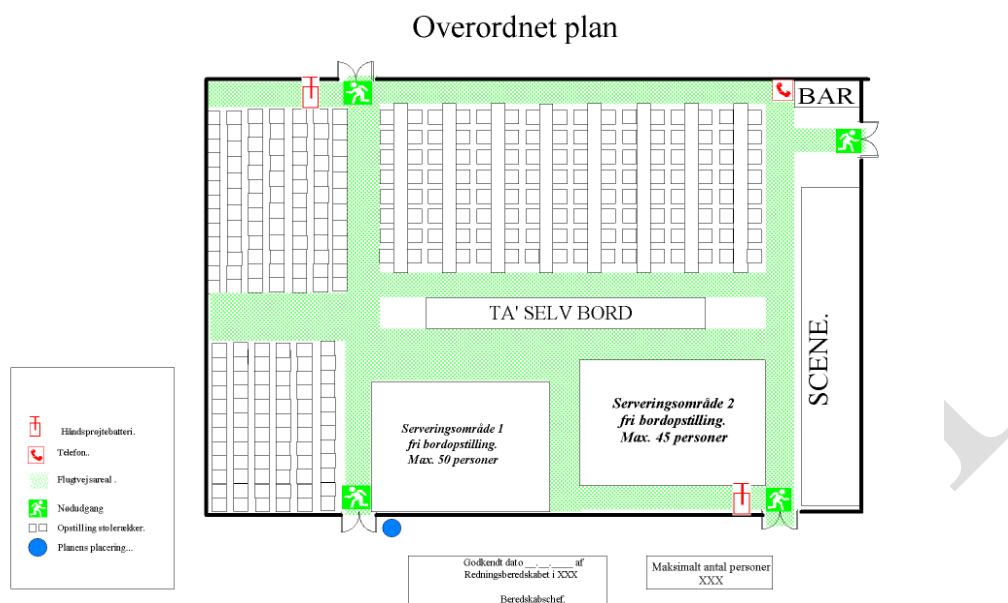 Overordnet plan
BAR
TA' SELV BORD
SCENE.
Serveringsområde 1
fri bordopstilling.
Max. 50 personer
Serveringsområde 2
fri bordopstilling.
Max. 45 personer
Håndsprøjtebatteri.
Telefon..
Flugtvejsareal .
Nødudgang
Opstilling stolerækker.
Planens placering...
Godkendt dato __.__.____ af
Redningsberedskabet i XXX
Beredskabschef.
Maksimalt antal personer
XXX